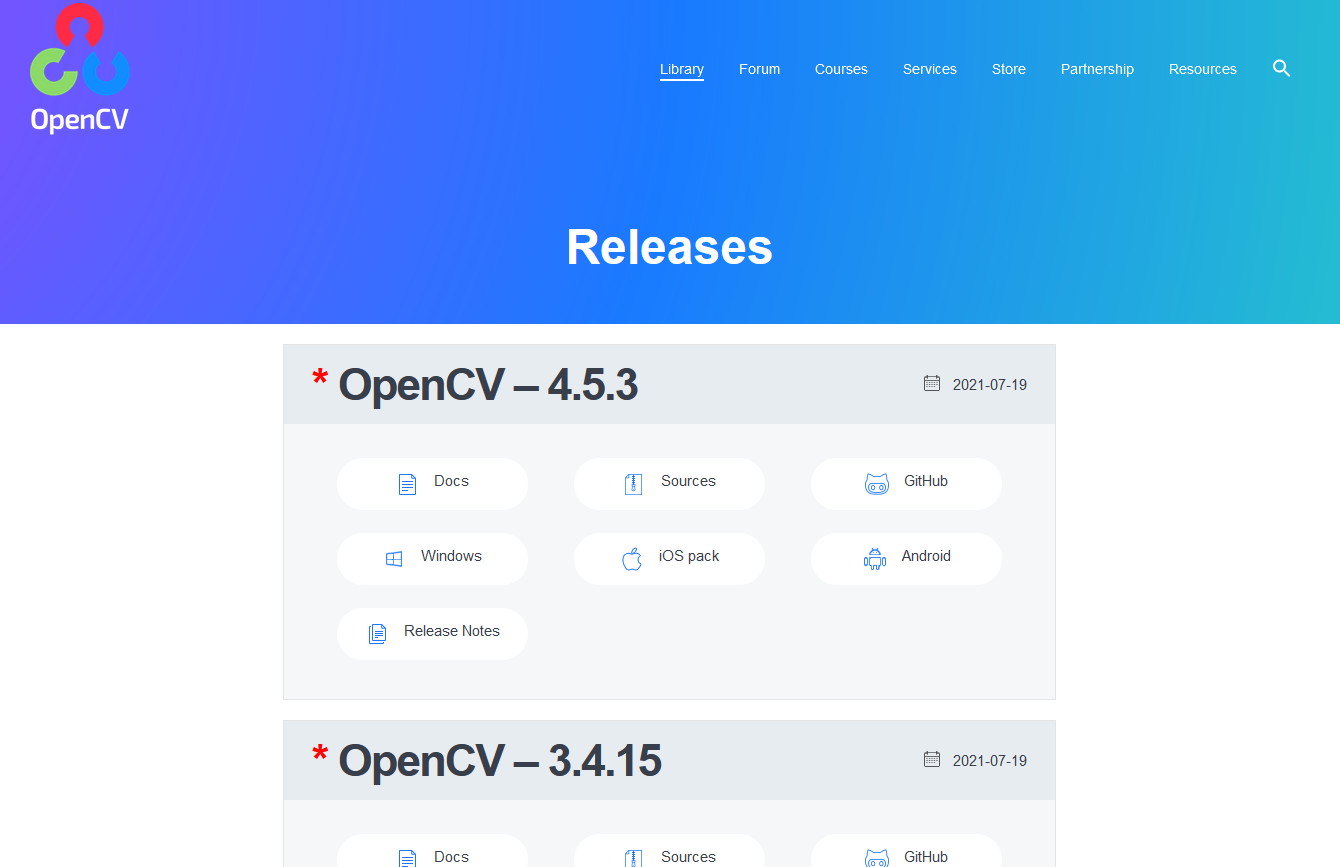 OpenCV
Library Forum Courses Services Store Partnership Resources
Releases
* OpenCV – 4.5.3 2021-07-19
Docs Sources GitHub
Windows iOS pack Android
Release Notes
* OpenCV – 3.4.15 2021-07-19
Docs Sources GitHub